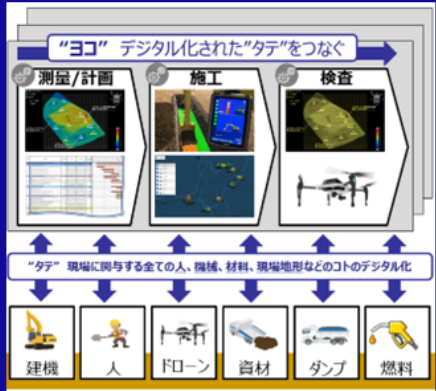 “ヨコ” デジタル化された”タテ”をつなぐ
測量/計画
施工
検査
“タテ” 現場に関与する全ての人、機械、材料、現場地形などのコトのデジタル化
建機
人
ドローン
資材
ダンプ
燃料